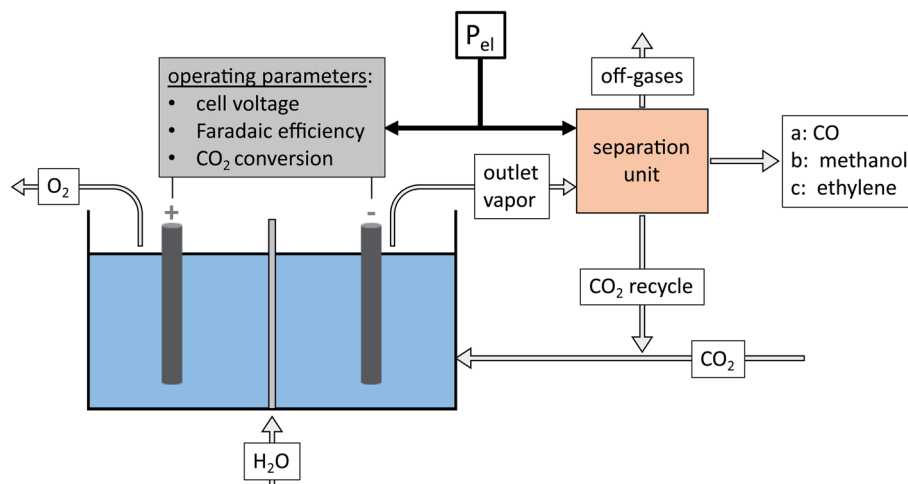 P_el
operating parameters:
• cell voltage
• Faradaic efficiency
• CO₂ conversion
off-gases
separation
unit
a: CO
b: methanol
c: ethylene
O₂
outlet
vapor
+
-
CO₂ recycle
CO₂
H₂O